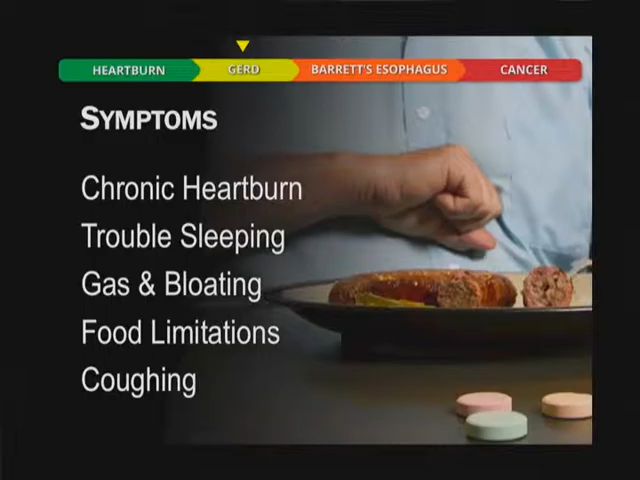 HEARTBURN GERD BARRETT'S ESOPHAGUS CANCER
SYMPTOMS
Chronic Heartburn
Trouble Sleeping
Gas & Bloating
Food Limitations
Coughing